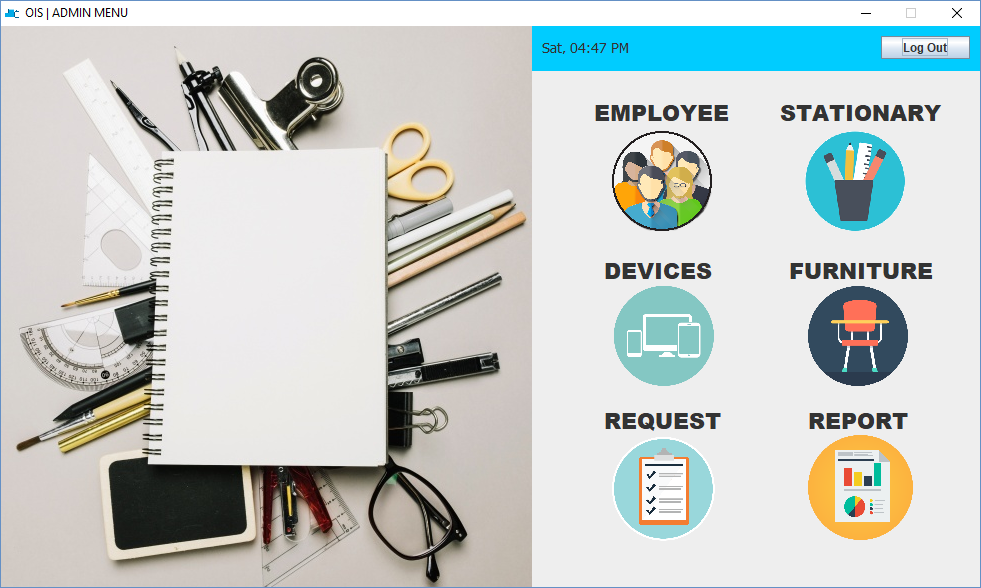 OIS | ADMIN MENU
Sat, 04:47 PM
Log Out
EMPLOYEE
STATIONARY
DEVICES
FURNITURE
REQUEST
REPORT